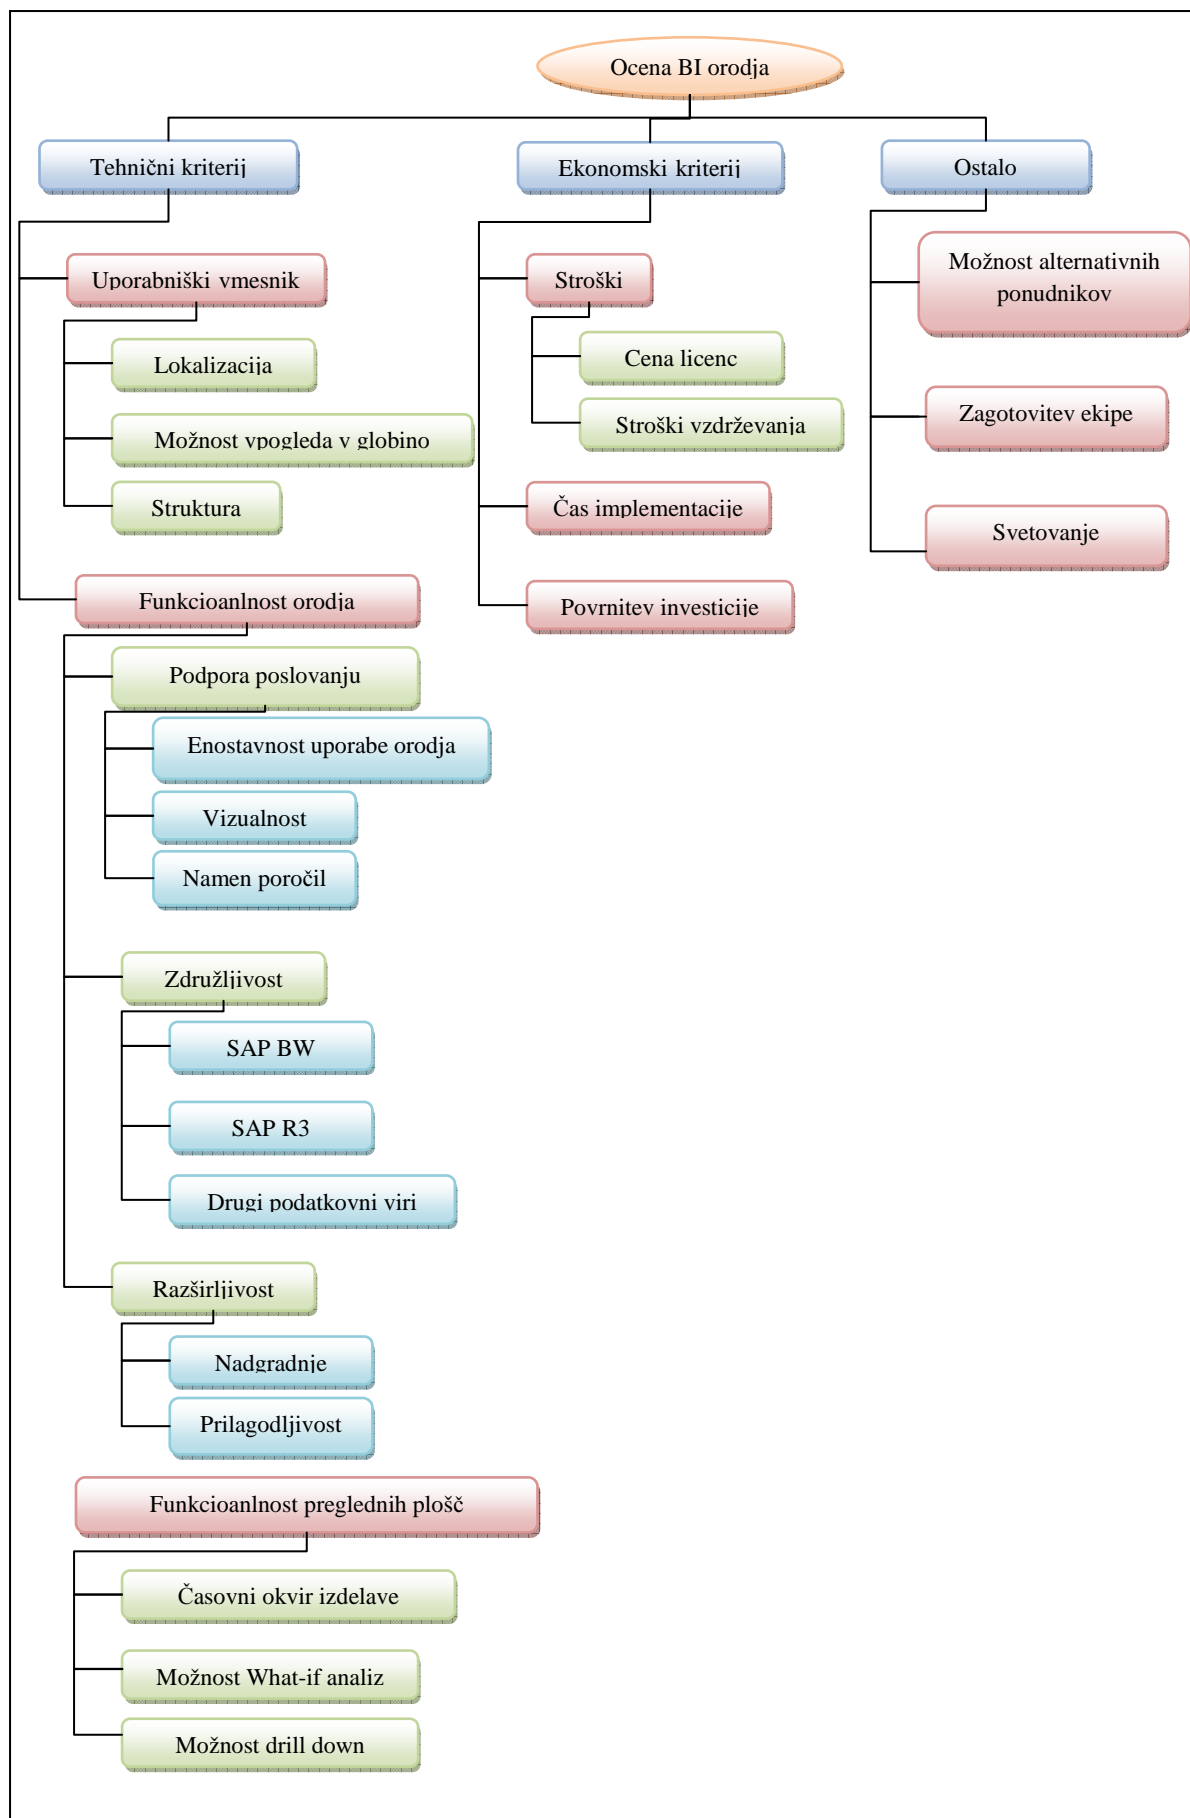 Ocena BI orodja
Tehnični kriterij
Uporabniški vmesnik
Lokalizacija
Možnost vpogleda v globino
Struktura
Funkcioanlnost orodja
Podpora poslovanju
Enostavnost uporabe orodja
Vizualnost
Namen poročil
Združljivost
SAP BW
SAP R3
Drugi podatkovni viri
Razširljivost
Nadgradnje
Prilagodljivost
Funkcioanlnost preglednih plošč
Časovni okvir izdelave
Možnost What-if analiz
Možnost drill down
Ekonomski kriterij
Stroški
Cena licenc
Stroški vzdrževanja
Čas implementacije
Povrnitev investicije
Ostalo
Možnost alternativnih
ponudnikov
Zagotovitev ekipe
Svetovanje